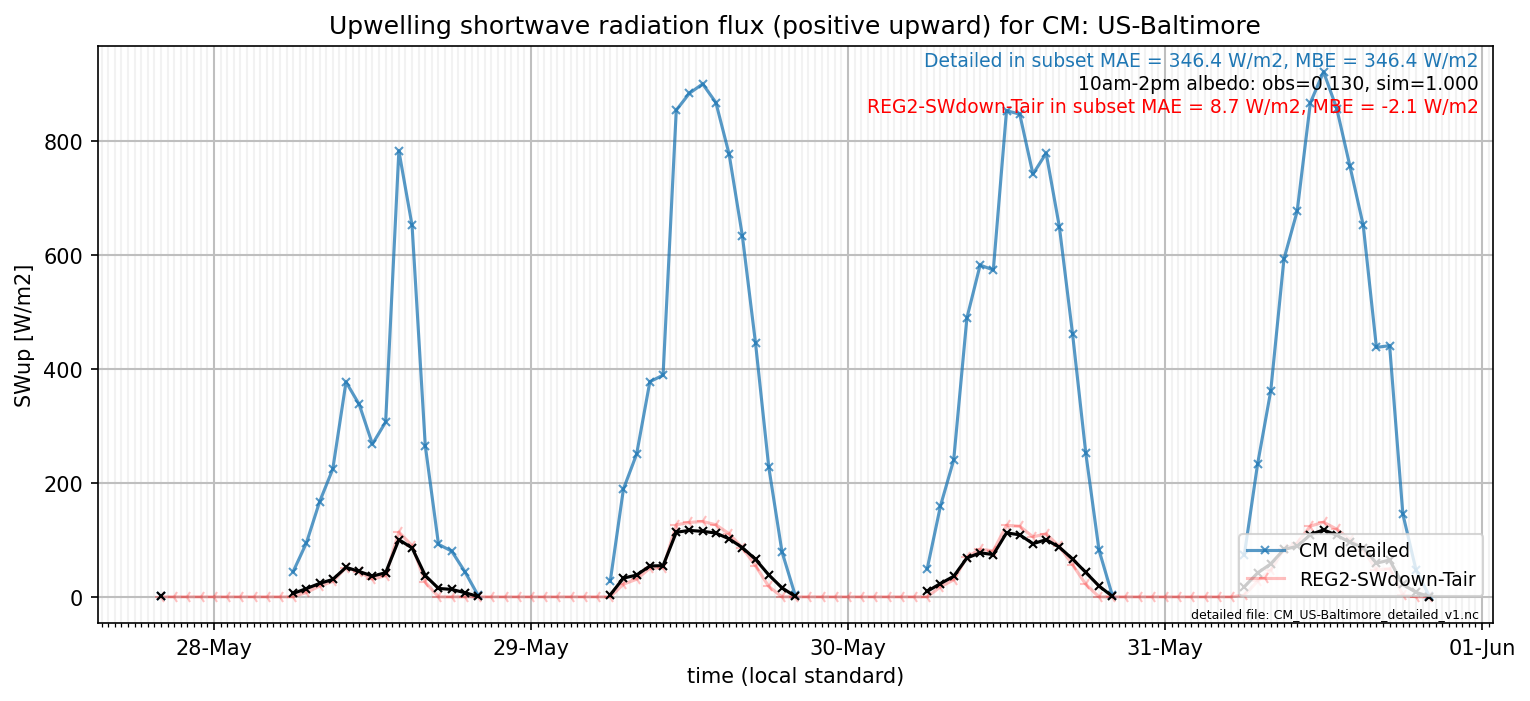 Upwelling shortwave radiation flux (positive upward) for CM: US-Baltimore
Detailed in subset MAE = 346.4 W/m2, MBE = 346.4 W/m2
10am-2pm albedo: obs=0.130, sim=1.000
REG2-SWdown-Tair in subset MAE = 8.7 W/m2, MBE = -2.1 W/m2
SWup [W/m2]
800
600
400
200
0
CM detailed
REG2-SWdown-Tair
detailed file: CM_US-Baltimore_detailed_v1.nc
28-May 29-May 30-May 31-May 01-Jun
time (local standard)